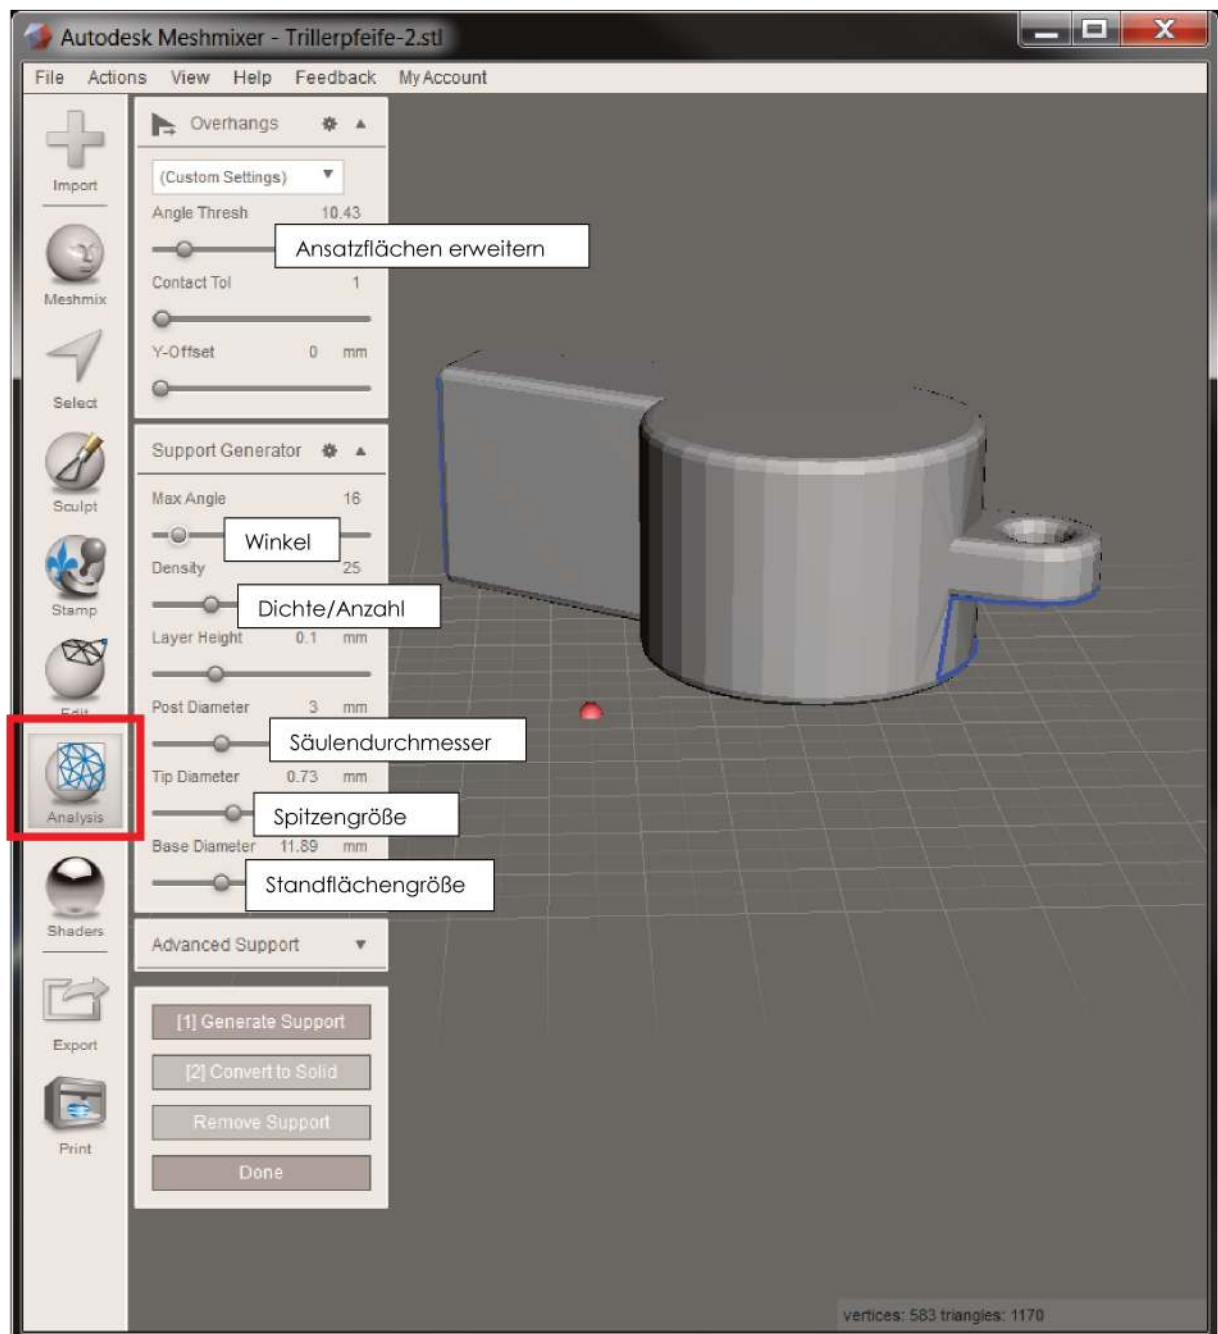 Autodesk Meshmixer - Trillerpfeife-2.stl
File Actions View Help Feedback My Account
Import
Meshmix
Select
Sculpt
Stamp
Edit
Analysis
Shaders
Export
Print
Overhangs
(Custom Settings)
Angle Thresh 10.43
Ansatzflächen erweitern
Contact Tol 1
Y-Offset 0 mm
Support Generator
Max Angle 16
Winkel
Density 25
Dichte/Anzahl
Layer Height 0.1 mm
Post Diameter 3 mm
Säulendurchmesser
Tip Diameter 0.73 mm
Spitzengröße
Base Diameter 11.89 mm
Standflächengröße
Advanced Support
[1] Generate Support
[2] Convert to Solid
Remove Support
Done
vertices: 583 triangles: 1170